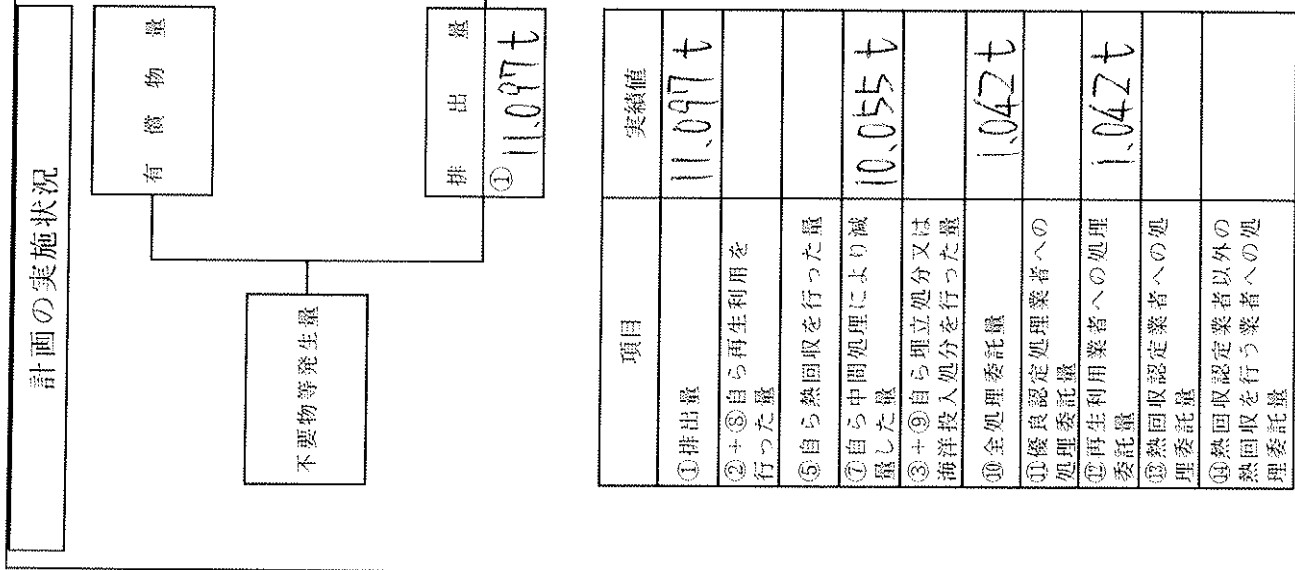 計画の実施状況
有償物量
不要物等発生量
排出量
① 11.097 t
項目 実績値
①排出量 11.097 t
②+⑧自ら再生利用を
行った量
⑤自ら熱回収を行った量
⑦自ら中間処理により減
量した量 10.055 t
③+⑨自ら埋立処分又は
海洋投入処分を行った量
⑩全処理委託量 1.042 t
⑪優良認定処理業者への
処理委託量
⑫再生利用業者への処理
委託量 1.042 t
⑬熱回収認定業者への処
理委託量
⑭熱回収認定業者以外の
熱回収を行う業者への処
理委託量